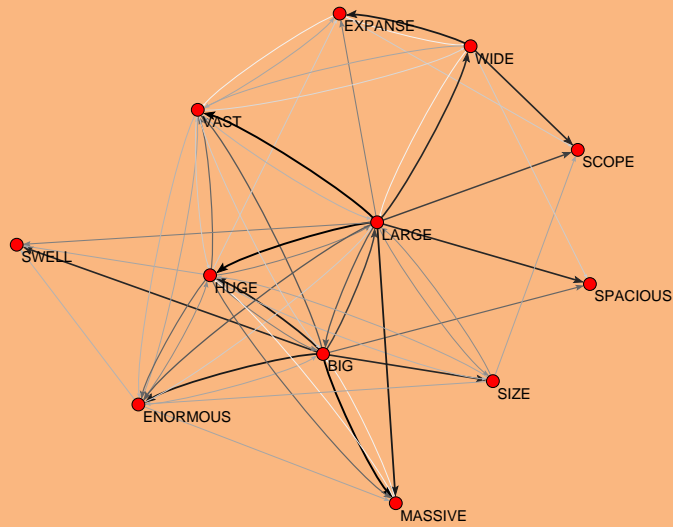 EXPANSE
WIDE
VAST
SCOPE
LARGE
SWELL
HUGE
SPACIOUS
BIG
SIZE
ENORMOUS
MASSIVE